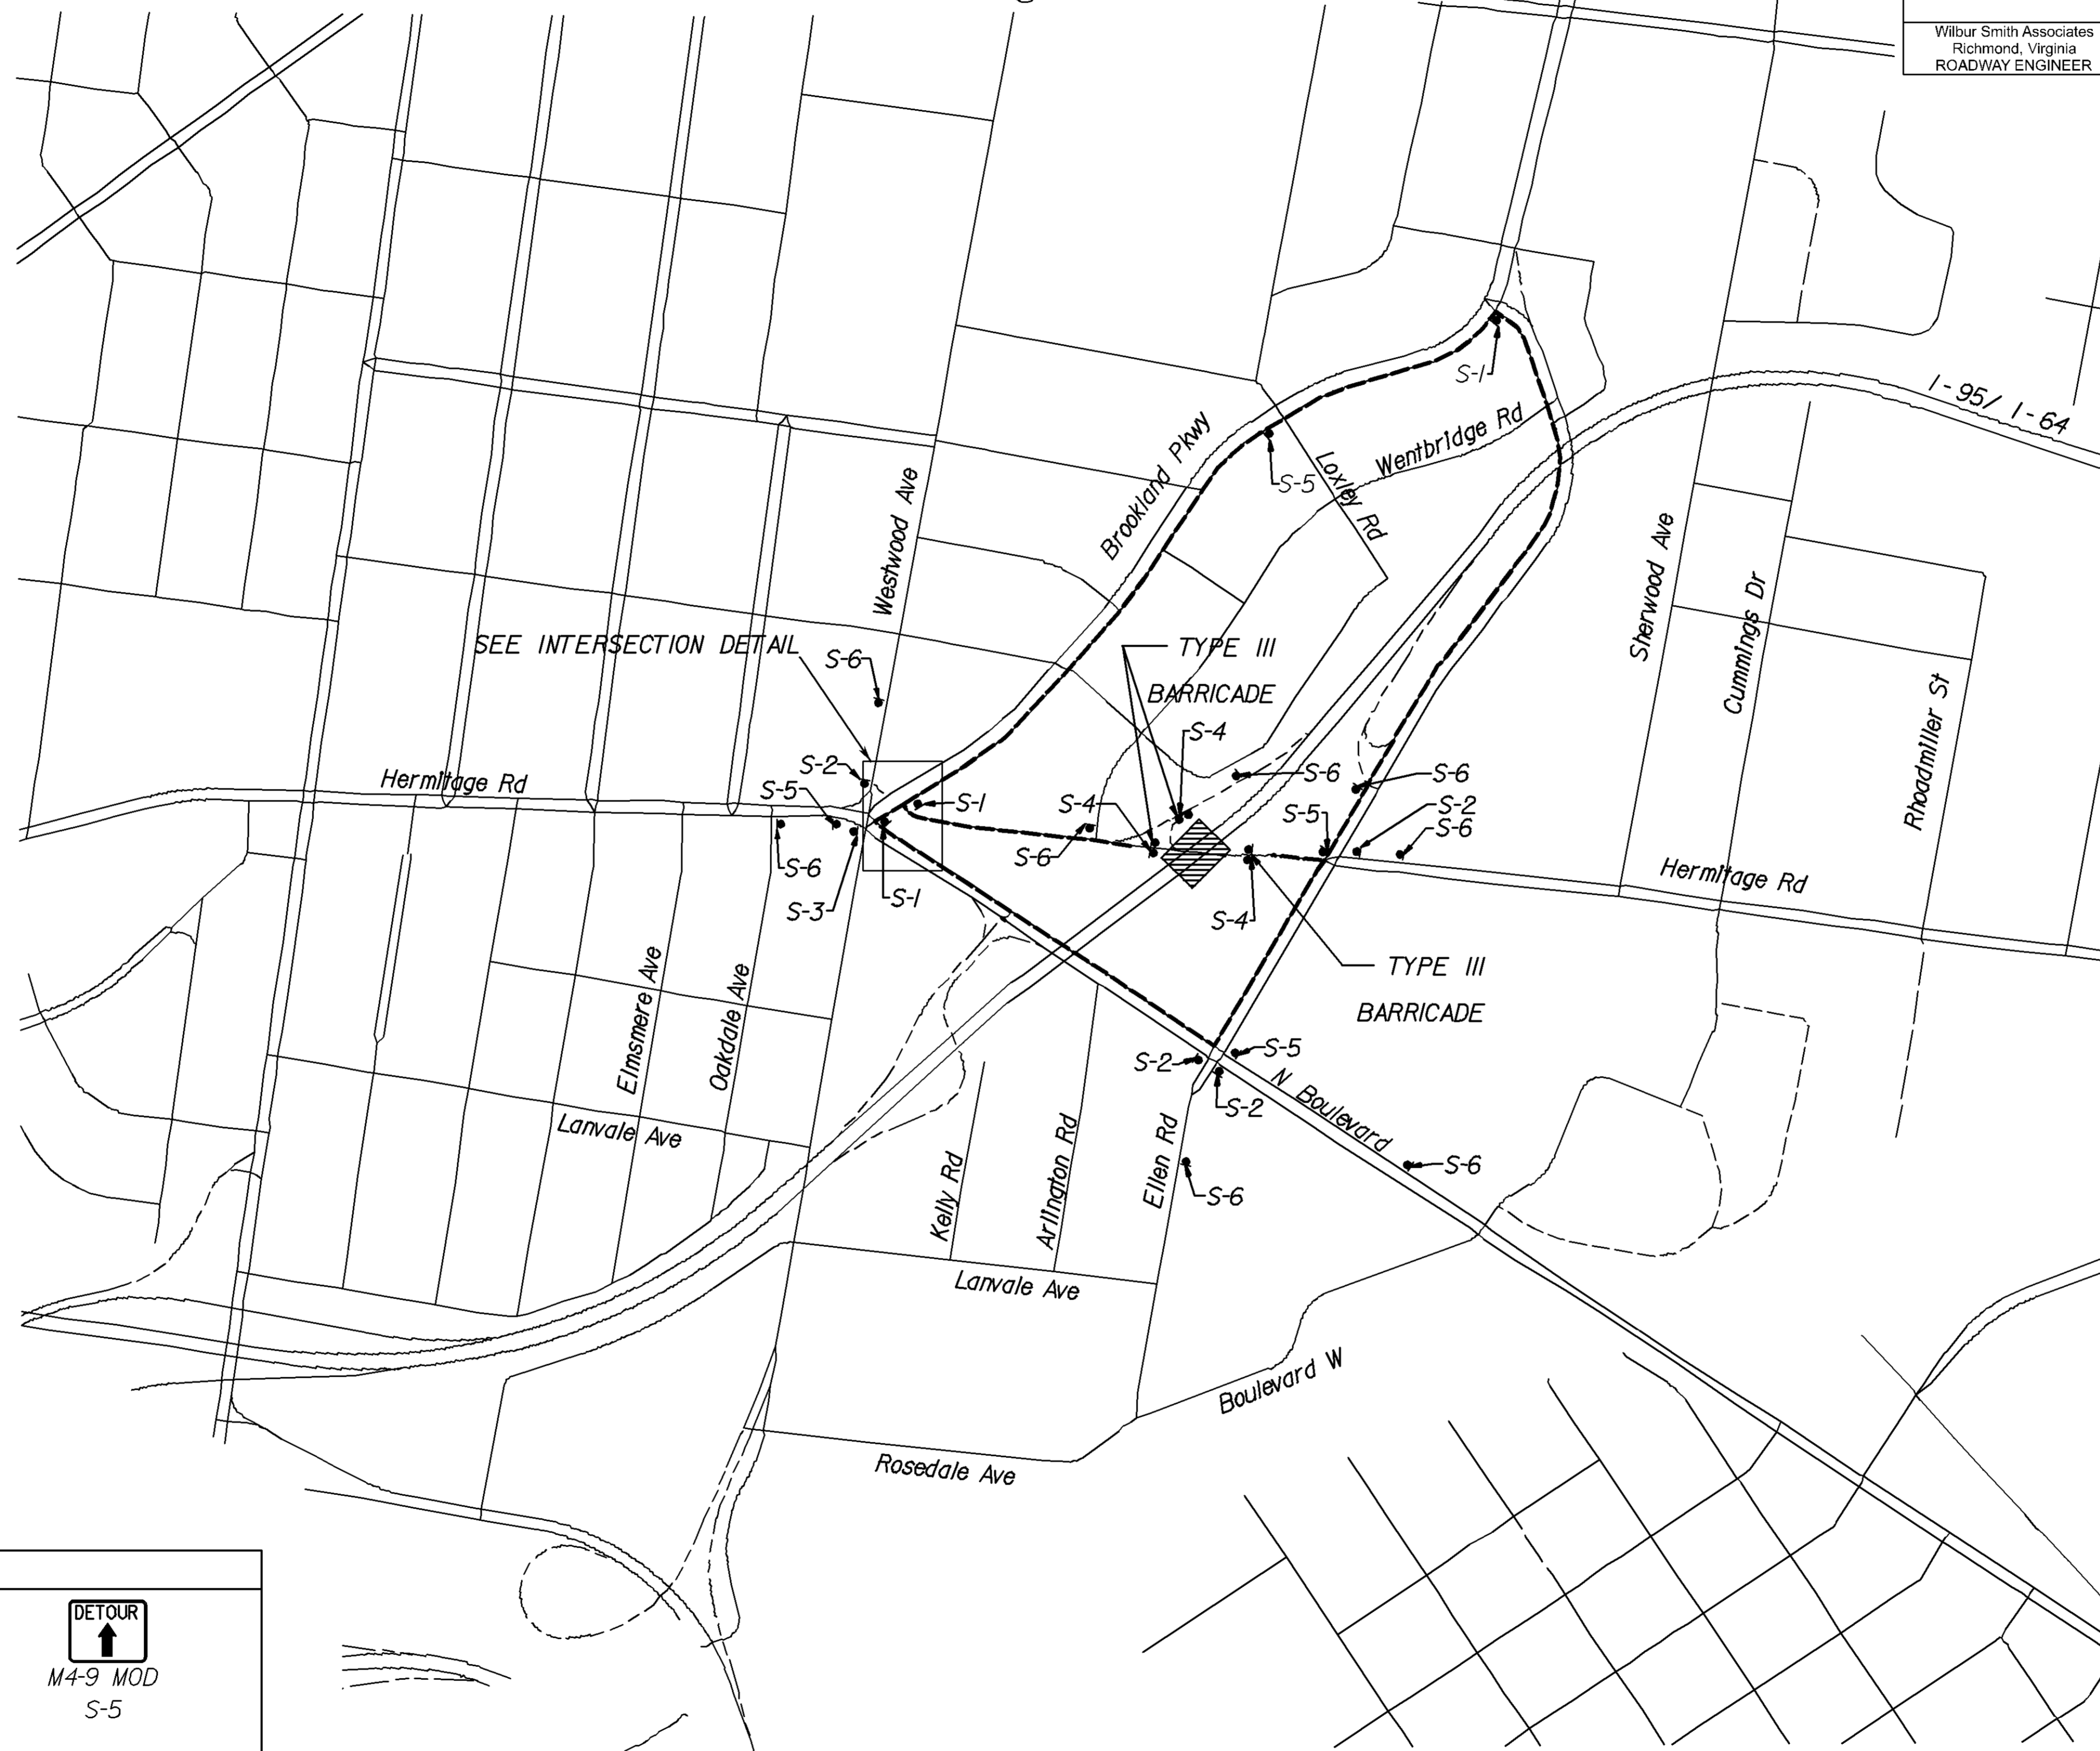 Wilbur Smith Associates
Richmond, Virginia
ROADWAY ENGINEER
S-1
I-95/ I-64
Brookland Pkwy
Wentbridge Rd
Loxley Rd
S-5
Westwood Ave
Sherwood Ave
Cummings Dr
SEE INTERSECTION DETAIL
S-6
TYPE III
BARRICADE
S-4
Rhoadmiller St
Hermitage Rd
S-2
S-5
S-1
S-4
S-6
S-6
S-5
S-2
S-6
S-6
S-6
S-3
S-1
S-4
Hermitage Rd
TYPE III
BARRICADE
Elmsmere Ave
Oakdale Ave
S-2
S-5
S-2
N Boulevard
Lanvale Ave
Kelly Rd
Arlington Rd
Ellen Rd
S-6
S-6
Lanvale Ave
Boulevard W
Rosedale Ave
DETOUR
M4-9 MOD
S-5